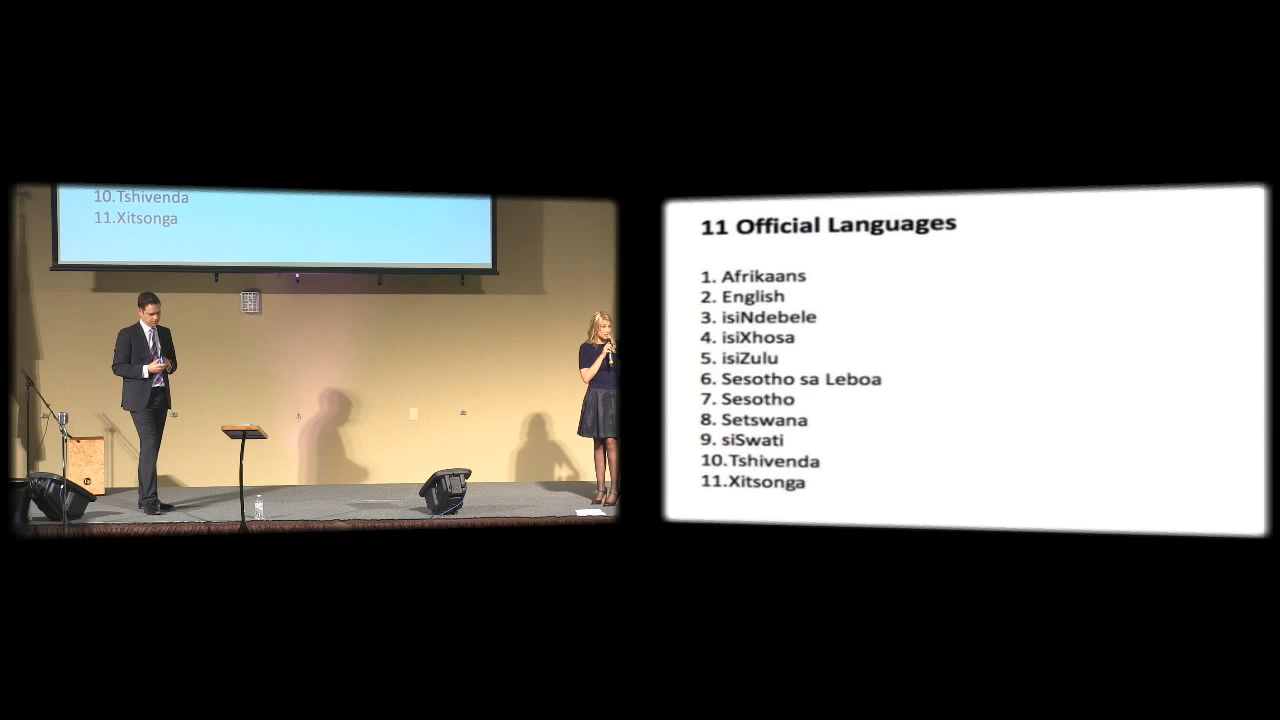 10.Tshivenda
11.Xitsonga
11 Official Languages
1. Afrikaans
2. English
3. isiNdebele
4. isiXhosa
5. isiZulu
6. Sesotho sa Leboa
7. Sesotho
8. Setswana
9. siSwati
10.Tshivenda
11.Xitsonga